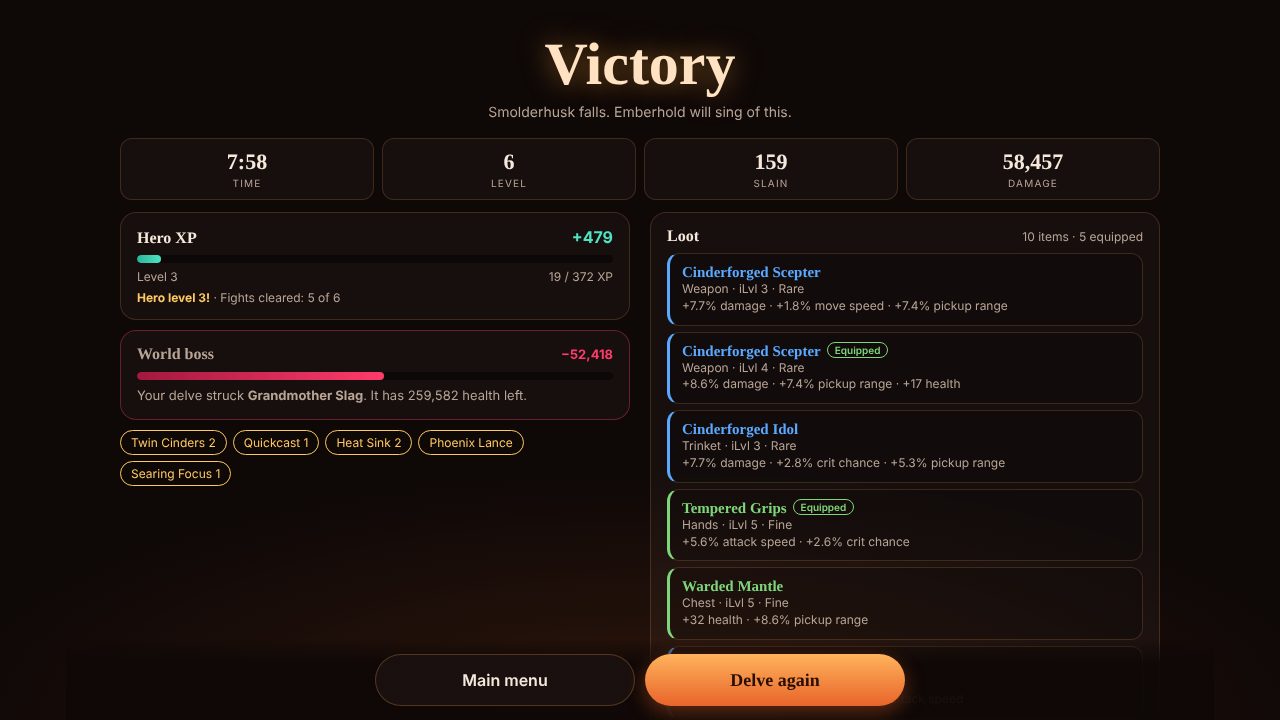 Victory
Smolderhusk falls. Emberhold will sing of this.
7:58
TIME
6
LEVEL
159
SLAIN
58,457
DAMAGE
Hero XP
+479
Level 3
19 / 372 XP
Hero level 3! · Fights cleared: 5 of 6
World boss
−52,418
Your delve struck Grandmother Slag. It has 259,582 health left.
Twin Cinders 2
Quickcast 1
Heat Sink 2
Phoenix Lance
Searing Focus 1
Loot
10 items · 5 equipped
Cinderforged Scepter
Weapon · iLvl 3 · Rare
+7.7% damage · +1.8% move speed · +7.4% pickup range
Cinderforged Scepter Equipped
Weapon · iLvl 4 · Rare
+8.6% damage · +7.4% pickup range · +17 health
Cinderforged Idol
Trinket · iLvl 3 · Rare
+7.7% damage · +2.8% crit chance · +5.3% pickup range
Tempered Grips Equipped
Hands · iLvl 5 · Fine
+5.6% attack speed · +2.6% crit chance
Warded Mantle
Chest · iLvl 5 · Fine
+32 health · +8.6% pickup range
speed
Main menu
Delve again